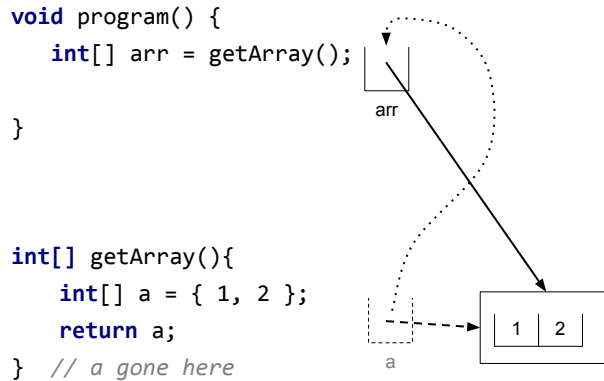 void program() {
int[] arr = getArray();
arr
}
int[] getArray(){
int[] a = { 1, 2 };
return a;
} // a gone here
a
1 2